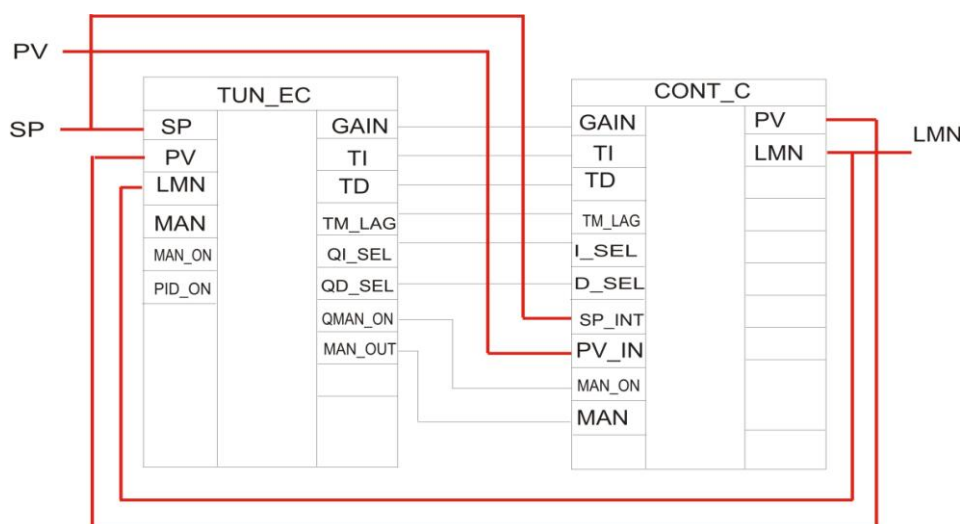 PV
SP
TUN_EC
SP
PV
LMN
MAN
MAN_ON
PID_ON
GAIN
TI
TD
TM_LAG
QI_SEL
QD_SEL
QMAN_ON
MAN_OUT
CONT_C
GAIN
TI
TD
TM_LAG
I_SEL
D_SEL
SP_INT
PV_IN
MAN_ON
MAN
PV
LMN
LMN